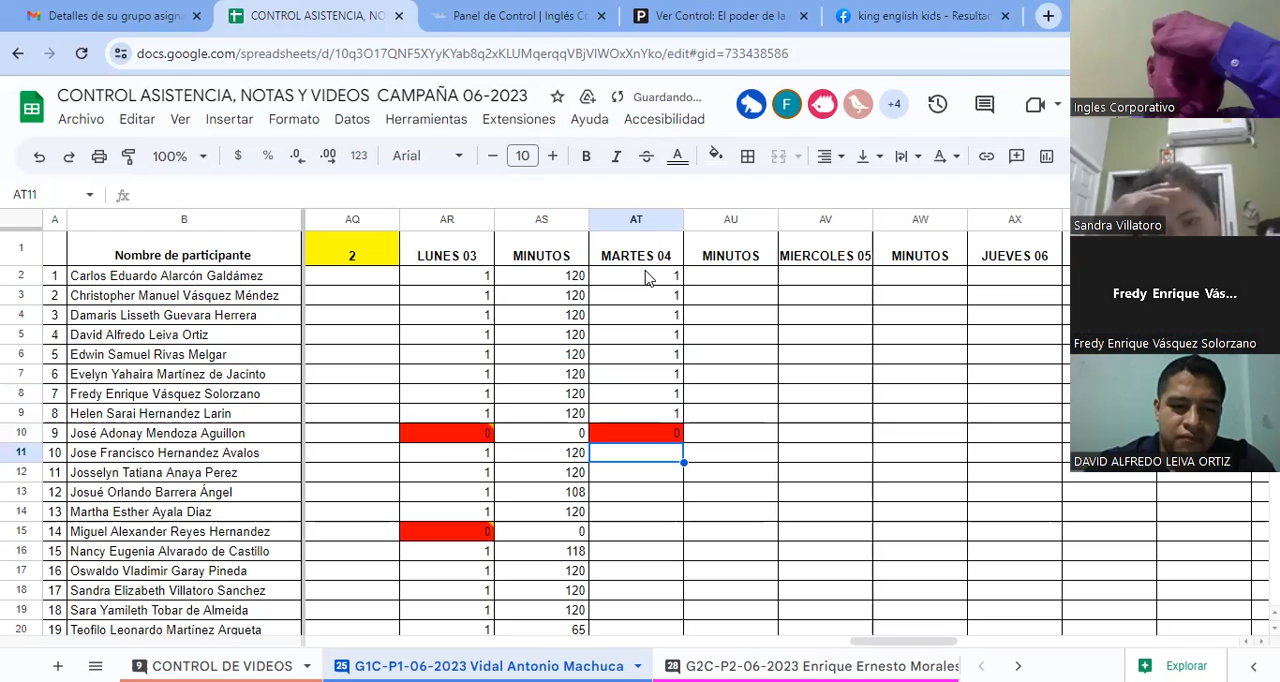 Detalles de su grupo asigna
CONTROL ASISTENCIA, NO
Panel de Control | Inglés C
Ver Control: El poder de la
king english kids - Resultac
docs.google.com/spreadsheets/d/
/edit#gid=733438586
CONTROL ASISTENCIA, NOTAS Y VIDEOS. CAMPAÑA 06-2023
Guardando...
F
+4
Archivo Editar Ver Insertar Formato Datos Herramientas Extensiones Ayuda Accesibilidad
100% $ % .0 .00 123 Arial 10 B I A
AT11 fx
A B AQ AR AS AT AU AV AW AX
1 Nombre de participante 2 LUNES 03 MINUTOS MARTES 04 MINUTOS MIERCOLES 05 MINUTOS JUEVES 06
2 1 Carlos Eduardo Alarcón Galdámez 1 120 1
3 2 Christopher Manuel Vásquez Méndez 1 120 1
4 3 Damaris Lisseth Guevara Herrera 1 120 1
5 4 David Alfredo Leiva Ortiz 1 120 1
6 5 Edwin Samuel Rivas Melgar 1 120 1
7 6 Evelyn Yahaira Martínez de Jacinto 1 120 1
8 7 Fredy Enrique Vásquez Solorzano 1 120 1
9 8 Helen Sarai Hernandez Larin 1 120 1
10 9 José Adonay Mendoza Aguillon 0 0 0
11 10 Jose Francisco Hernandez Avalos 1 120
12 11 Josselyn Tatiana Anaya Perez 1 120
13 12 Josué Orlando Barrera Ángel 1 108
14 13 Martha Esther Ayala Diaz 1 120
15 14 Miguel Alexander Reyes Hernandez 0 0
16 15 Nancy Eugenia Alvarado de Castillo 1 118
17 16 Oswaldo Vladimir Garay Pineda 1 120
18 17 Sandra Elizabeth Villatoro Sanchez 1 120
19 18 Sara Yamileth Tobar de Almeida 1 120
20 19 Teofilo Leonardo Martínez Argueta 1 65
9 CONTROL DE VIDEOS
25 G1C-P1-06-2023 Vidal Antonio Machuca
28 G2C-P2-06-2023 Enrique Ernesto Morales
Explorar
Ingles Corporativo
Sandra Villatoro
Fredy Enrique Vás...
Fredy Enrique Vásquez Solorzano
DAVID ALFREDO LEIVA ORTIZ